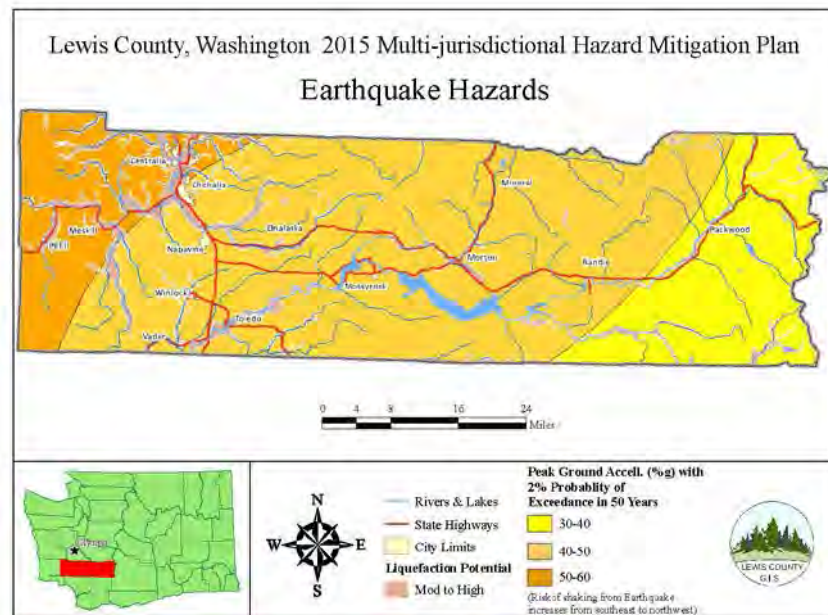 Lewis County, Washington 2015 Multi-jurisdictional Hazard Mitigation Plan
Earthquake Hazards
Centralia
Chehalis
Mineral
Onalaska
Meskill
Pe Ell
Napavine
Morton
Packwood
Randle
Winlock
Mossyrock
Toledo
Vader
0 4 8 16 24
Miles
Olympia
N
W E
S
Rivers & Lakes
State Highways
City Limits
Liquefaction Potential
Mod to High
Peak Ground Accell. (%g) with
2% Probablity of
Exceedance in 50 Years
30-40
40-50
50-60
(Risk of shaking from Earthquake
increases from southeast to northwest)
LEWIS COUNTY
G.I.S